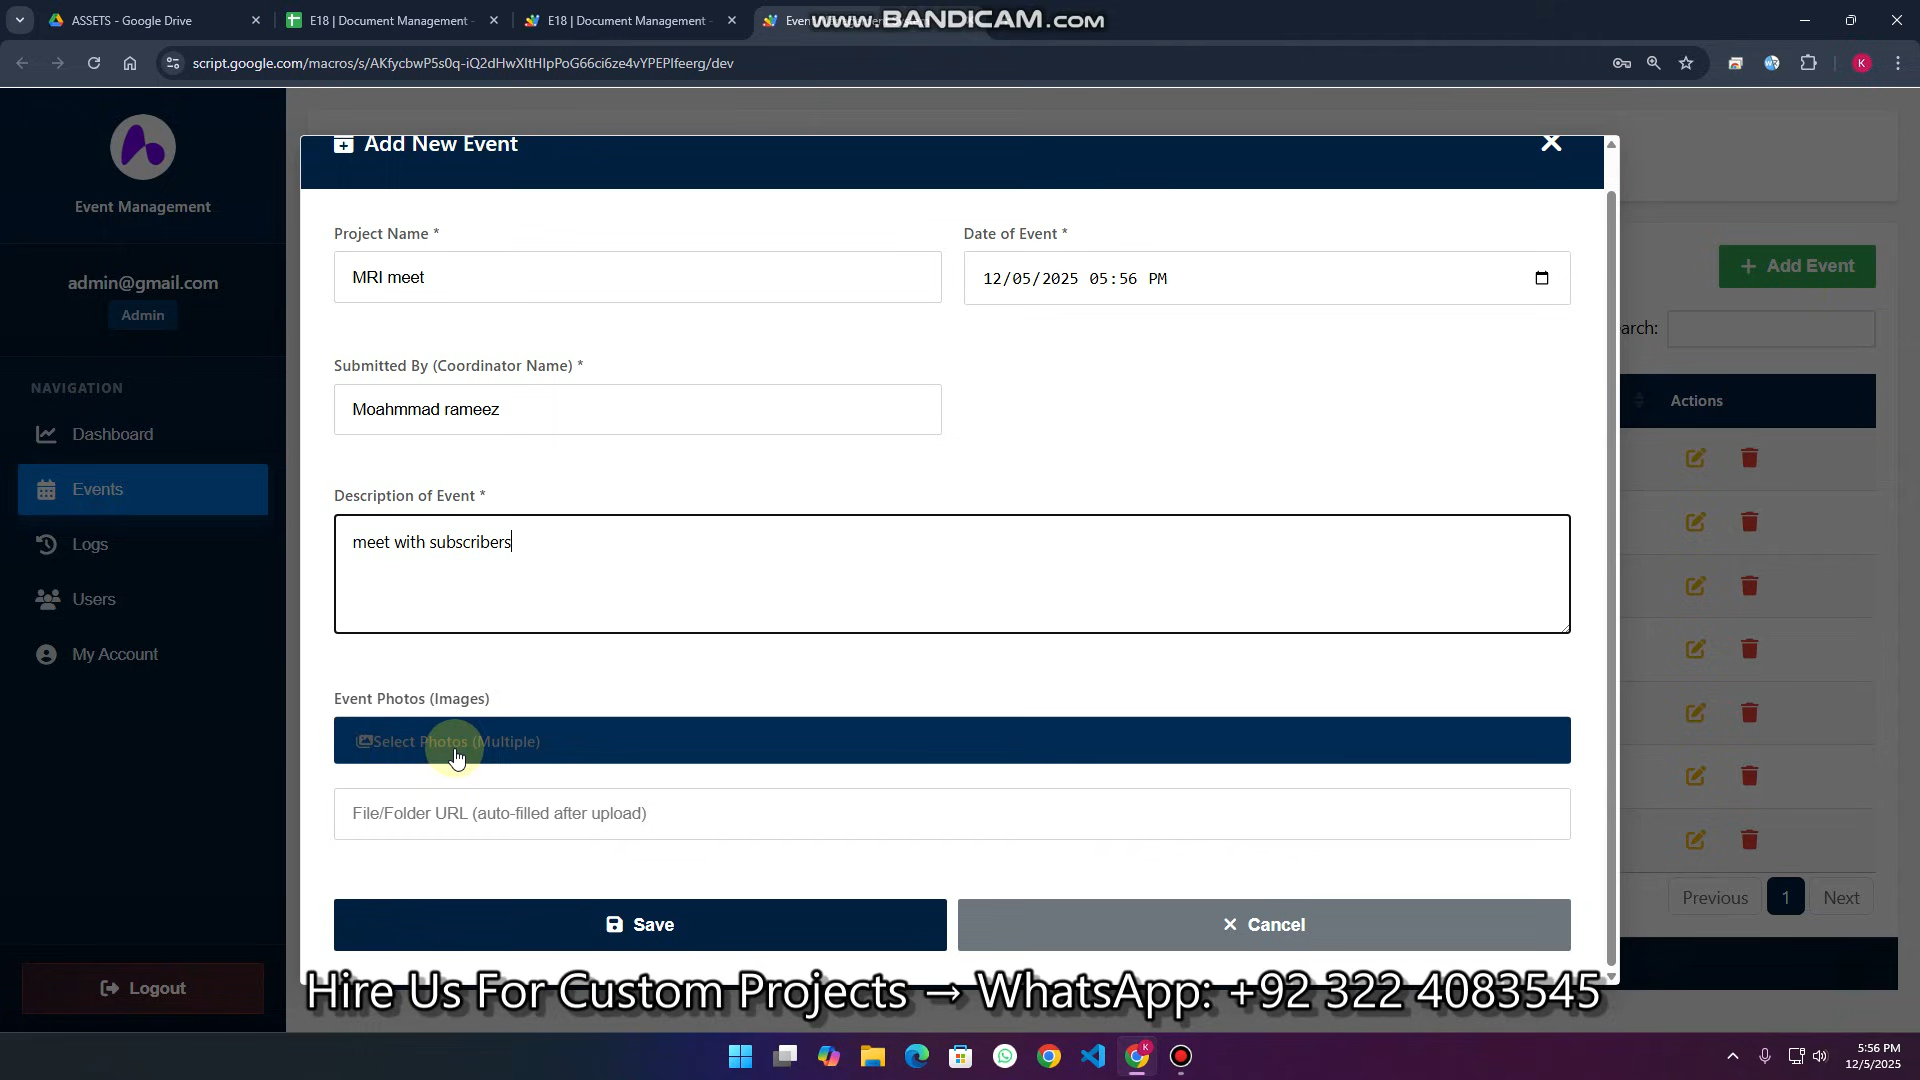 ASSETS - Google Drive
E18 | Document Management -
E18 | Document Management -
Even
www.BANDICAM.com
script.google.com/macros/s/AKfycbwP5s0q-iQ2dHwXltHIpPoG66ci6ze4vYPEPIfeerg/dev
K
Event Management
admin@gmail.com
Admin
NAVIGATION
Dashboard
Events
Logs
Users
My Account
Logout
Add New Event
Project Name *
MRI meet
Date of Event *
12/05/2025 05:56 PM
Submitted By (Coordinator Name) *
Moahmmad rameez
Description of Event *
meet with subscribers
Event Photos (Images)
Select Photos (Multiple)
File/Folder URL (auto-filled after upload)
Save
Cancel
Add Event
arch:
Actions
Previous
1
Next
Hire Us For Custom Projects → WhatsApp: +92 322 4083545
K
5:56 PM
12/5/2025